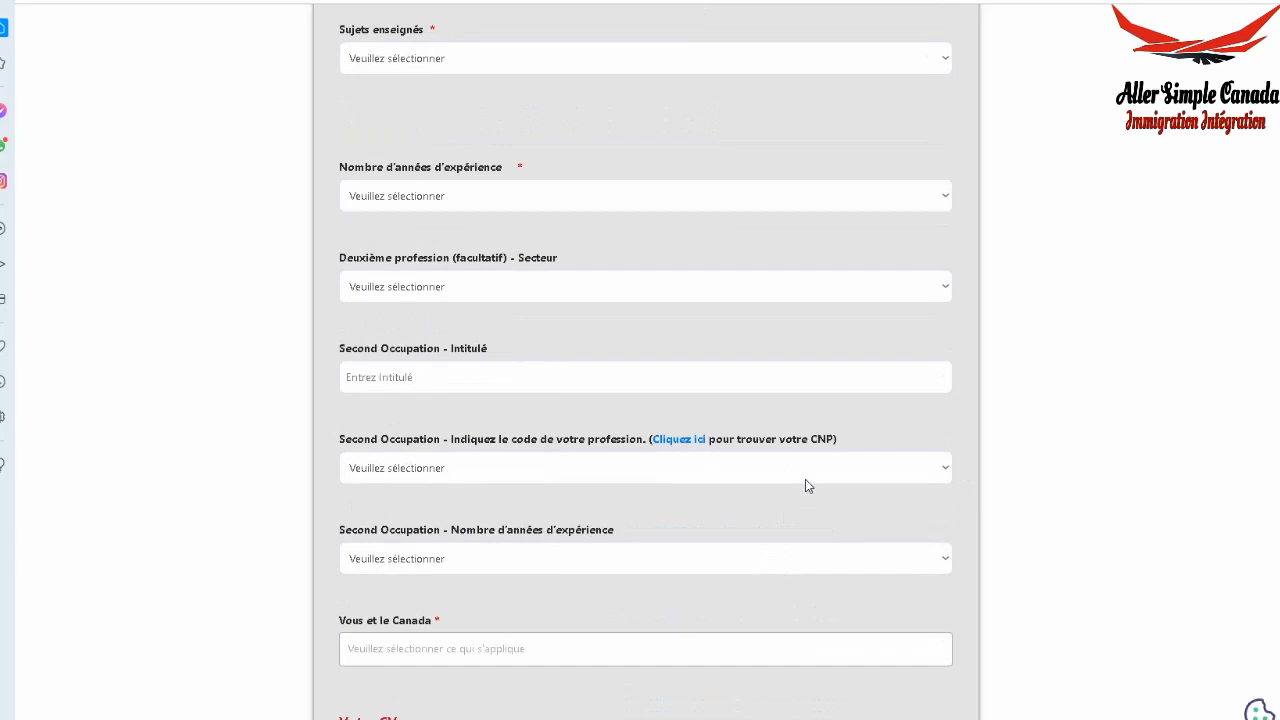 Sujets enseignés *
Veuillez sélectionner
Aller Simple Canada
Immigration Intégration
Nombre d'années d'expérience *
Veuillez sélectionner
Deuxième profession (facultatif) - Secteur
Veuillez sélectionner
Second Occupation - Intitulé
Entrez Intitulé
Second Occupation - Indiquez le code de votre profession. (Cliquez ici pour trouver votre CNP)
Veuillez sélectionner
Second Occupation - Nombre d'années d'expérience
Veuillez sélectionner
Vous et le Canada *
Veuillez sélectionner ce qui s'applique
Votre CV